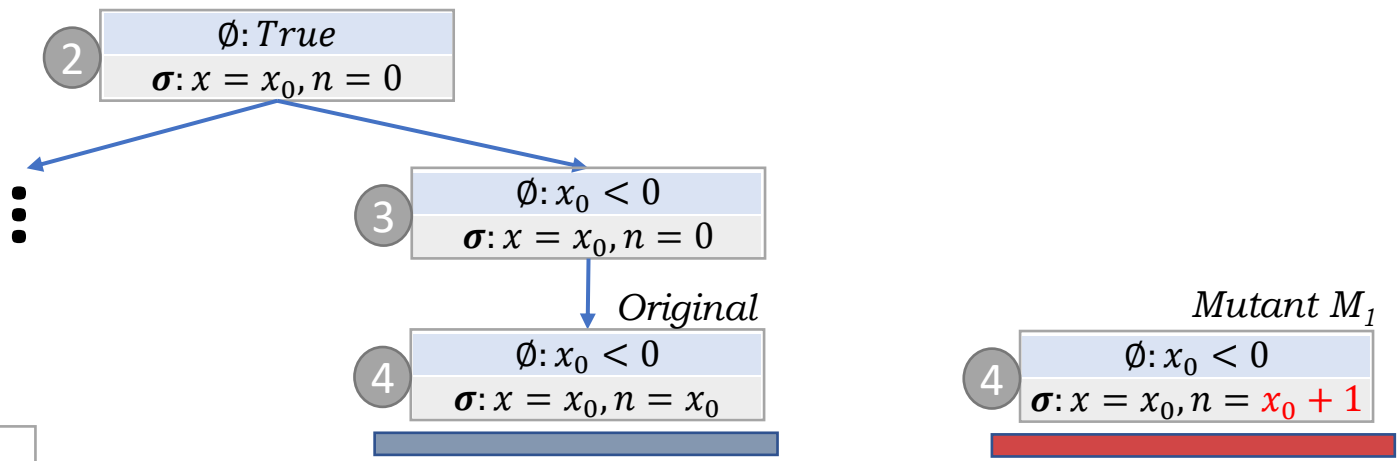 2
∅: True
σ: x = x₀, n = 0
3
∅: x₀ < 0
σ: x = x₀, n = 0
Original
4
∅: x₀ < 0
σ: x = x₀, n = x₀
Mutant M₁
4
∅: x₀ < 0
σ: x = x₀, n = x₀ + 1